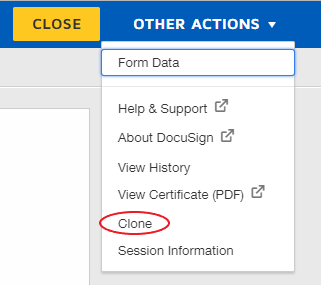 CLOSE OTHER ACTIONS
Form Data
Help & Support
About DocuSign
View History
View Certificate (PDF)
Clone
Session Information